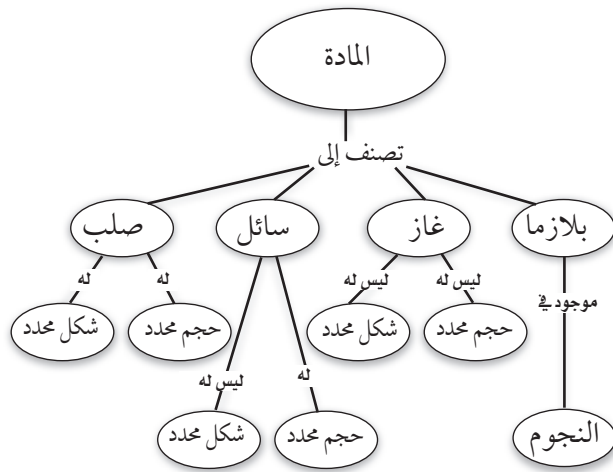 المادة
تصنف إلى
بلازما
غاز
سائل
صلب
موجود في
ليس له
ليس له
له
له
حجم محدد
شكل محدد
حجم محدد
شكل محدد
له
ليس له
النجوم
حجم محدد
شكل محدد